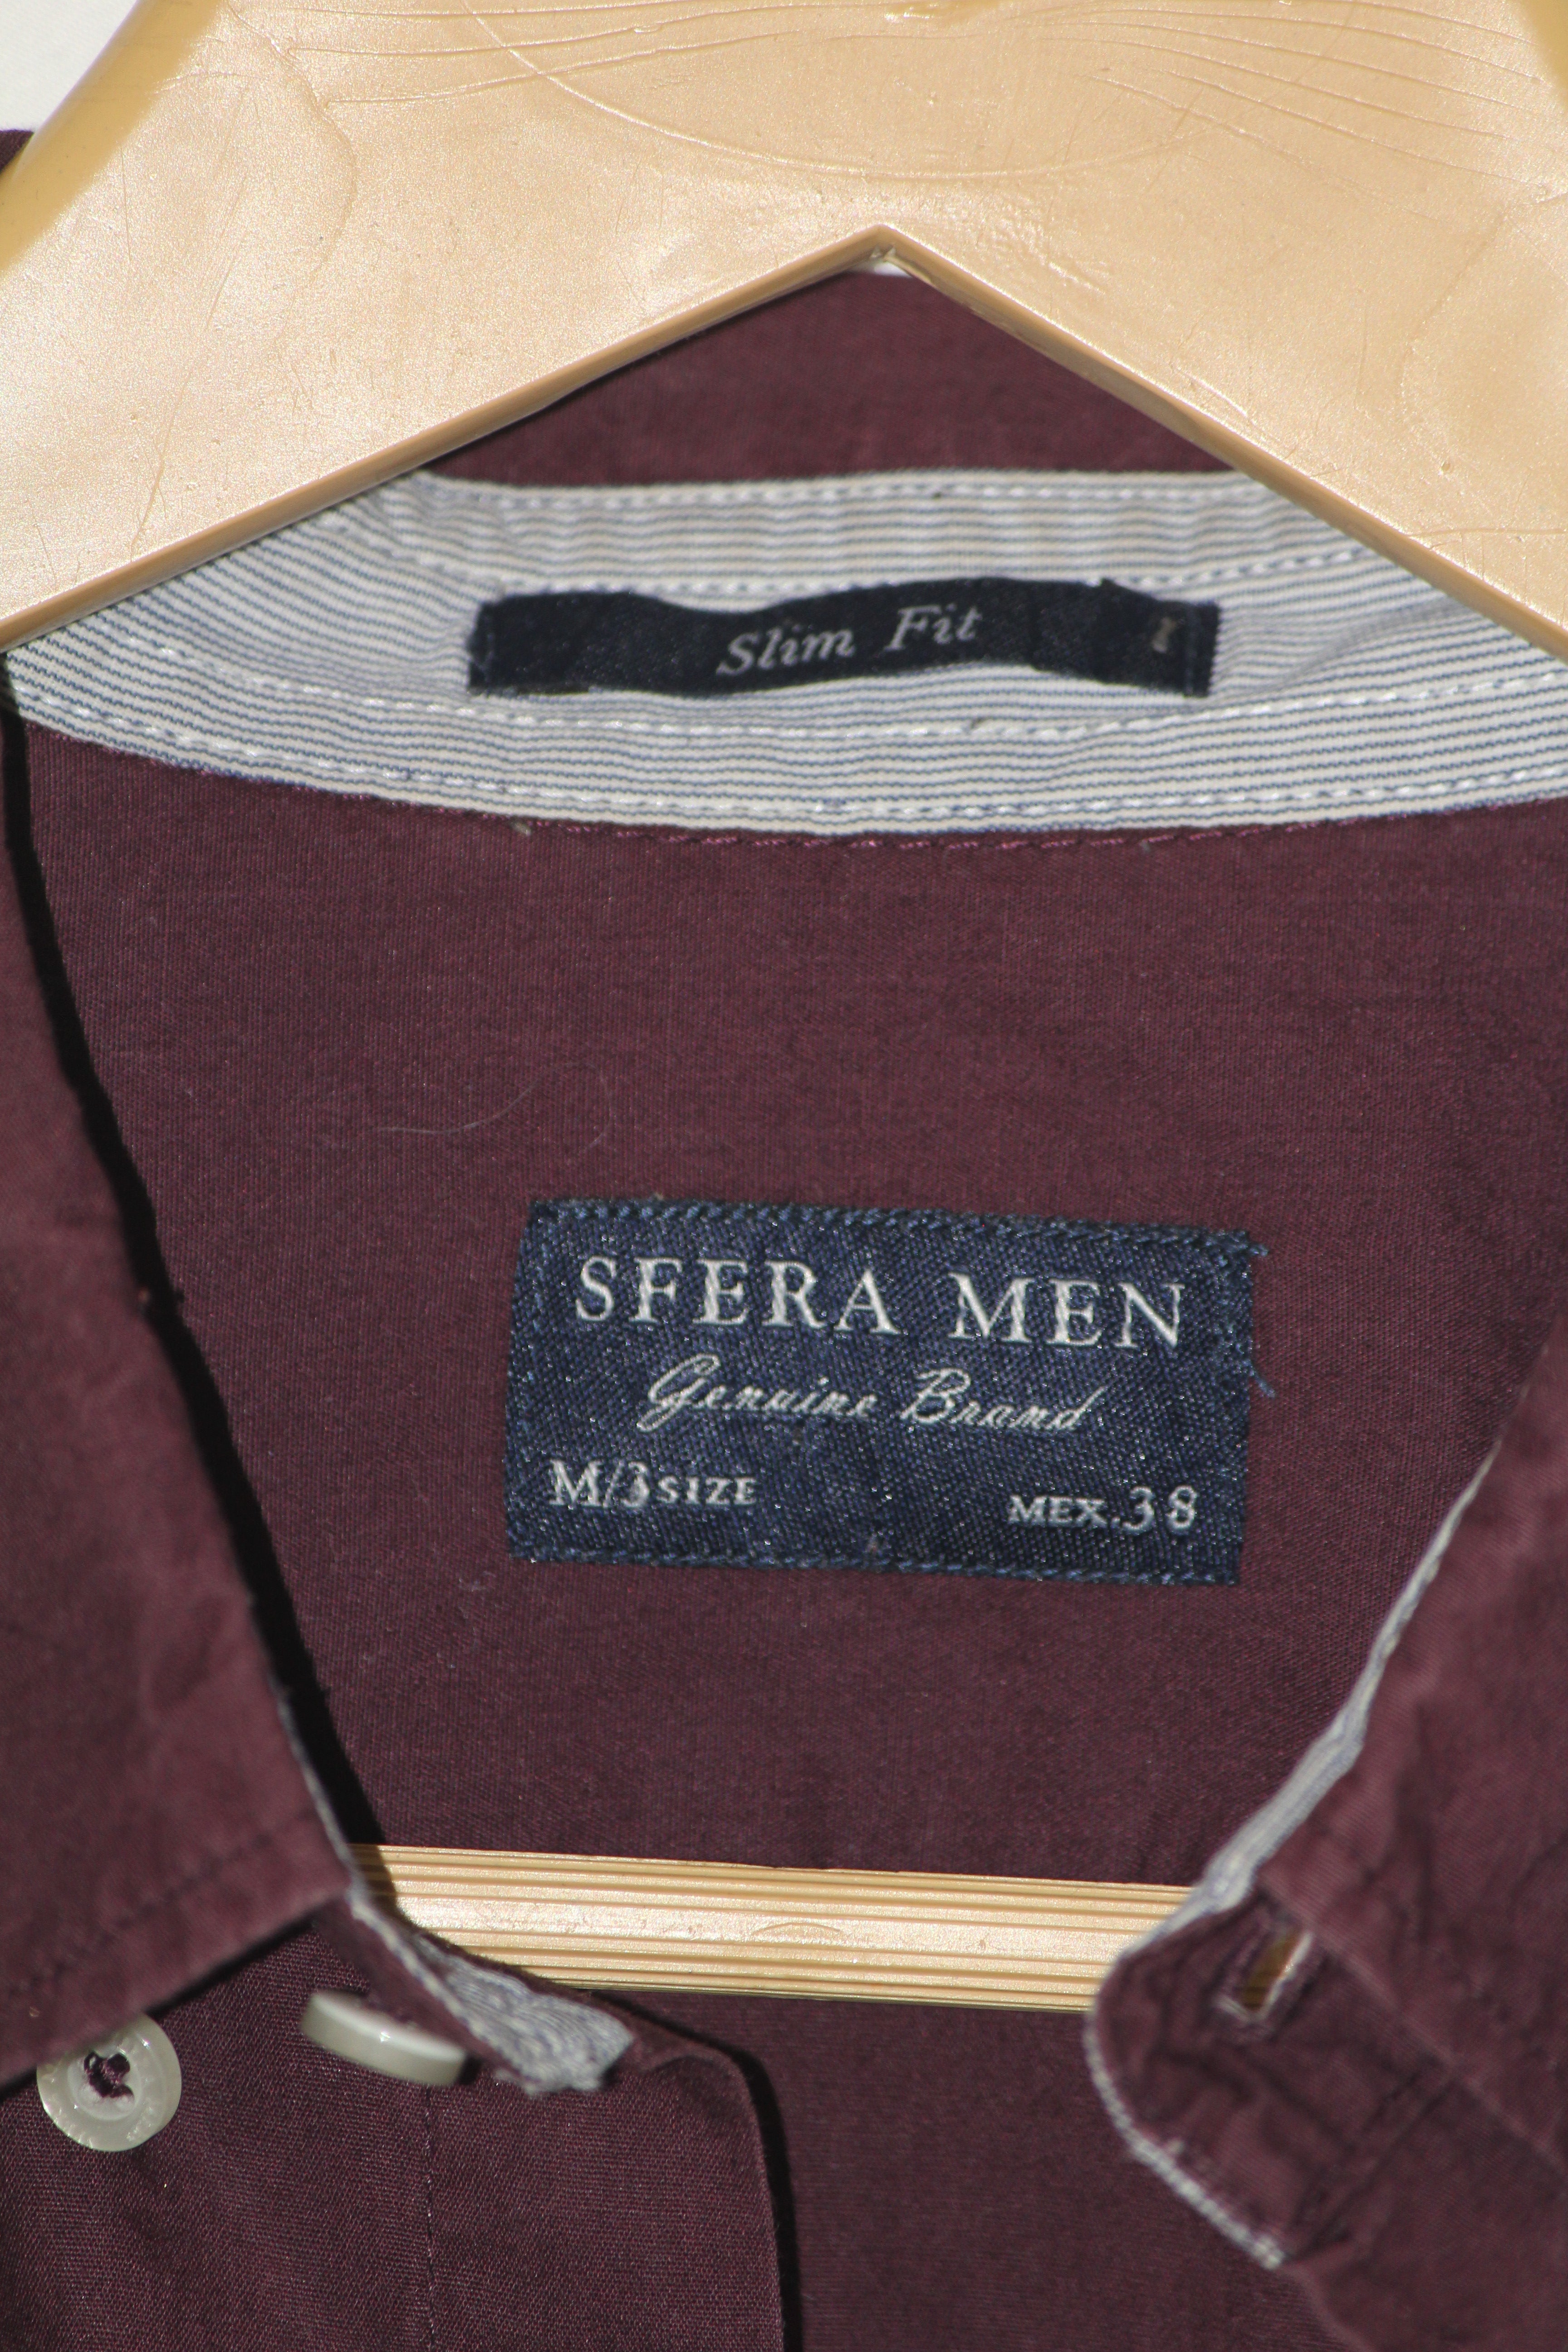 Slim Fit
SFERA MEN
Genuine Brand
M/3 SIZE MEX.38